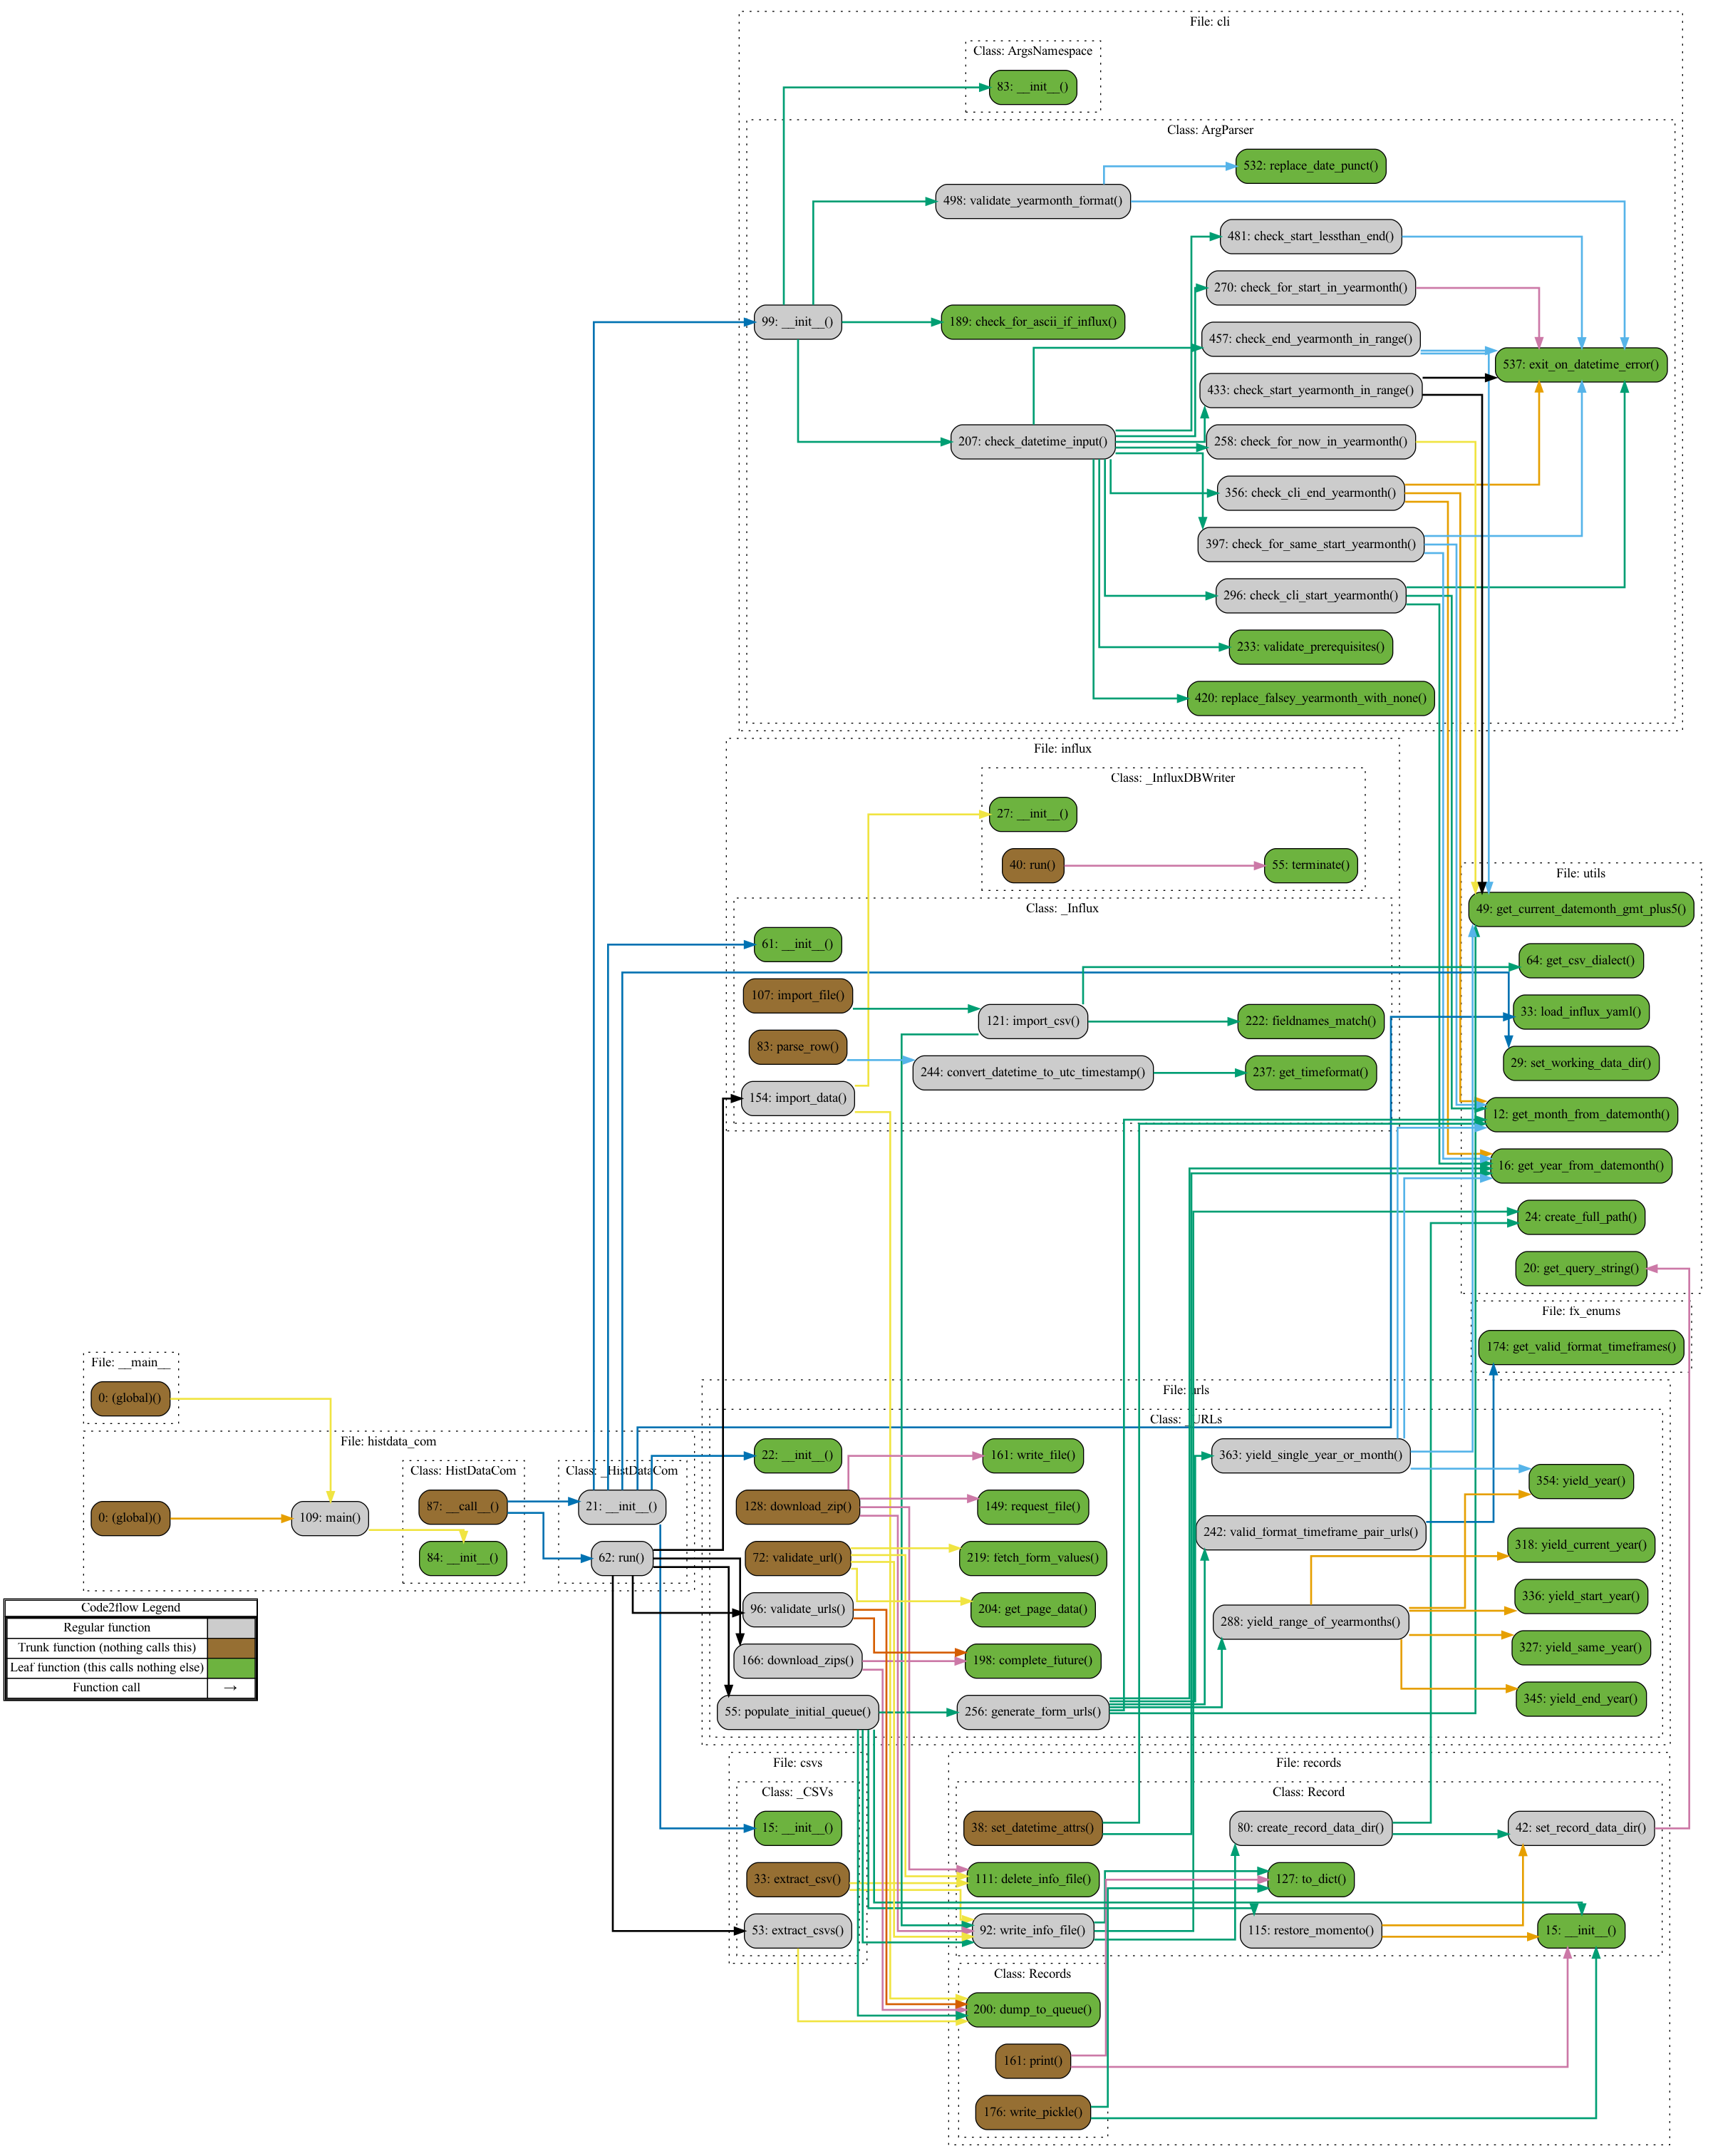 File: cli
Class: ArgsNamespace
83: __init__()
Class: ArgParser
532: replace_date_punct()
498: validate_yearmonth_format()
481: check_start_lessthan_end()
270: check_for_start_in_yearmonth()
99: __init__()
189: check_for_ascii_if_influx()
457: check_end_yearmonth_in_range()
537: exit_on_datetime_error()
433: check_start_yearmonth_in_range()
207: check_datetime_input()
258: check_for_now_in_yearmonth()
356: check_cli_end_yearmonth()
397: check_for_same_start_yearmonth()
296: check_cli_start_yearmonth()
233: validate_prerequisites()
420: replace_falsey_yearmonth_with_none()
File: influx
Class: _InfluxDBWriter
27: __init__()
40: run()
55: terminate()
Class: _Influx
61: __init__()
107: import_file()
121: import_csv()
222: fieldnames_match()
83: parse_row()
244: convert_datetime_to_utc_timestamp()
237: get_timeformat()
154: import_data()
File: utils
49: get_current_datemonth_gmt_plus5()
64: get_csv_dialect()
33: load_influx_yaml()
29: set_working_data_dir()
12: get_month_from_datemonth()
16: get_year_from_datemonth()
24: create_full_path()
20: get_query_string()
File: fx_enums
174: get_valid_format_timeframes()
File: __main__
0: (global)()
File: histdata_com
0: (global)()
109: main()
Class: HistDataCom
87: __call__()
84: __init__()
Class: _HistDataCom
21: __init__()
62: run()
Code2flow Legend
Regular function
Trunk function (nothing calls this)
Leaf function (this calls nothing else)
Function call →
File: urls
Class: _URLs
22: __init__()
161: write_file()
363: yield_single_year_or_month()
354: yield_year()
128: download_zip()
149: request_file()
242: valid_format_timeframe_pair_urls()
318: yield_current_year()
72: validate_url()
219: fetch_form_values()
336: yield_start_year()
96: validate_urls()
204: get_page_data()
288: yield_range_of_yearmonths()
327: yield_same_year()
166: download_zips()
198: complete_future()
345: yield_end_year()
55: populate_initial_queue()
256: generate_form_urls()
File: csvs
Class: _CSVs
15: __init__()
33: extract_csv()
53: extract_csvs()
File: records
Class: Record
38: set_datetime_attrs()
80: create_record_data_dir()
42: set_record_data_dir()
111: delete_info_file()
127: to_dict()
92: write_info_file()
115: restore_momento()
15: __init__()
Class: Records
200: dump_to_queue()
161: print()
176: write_pickle()